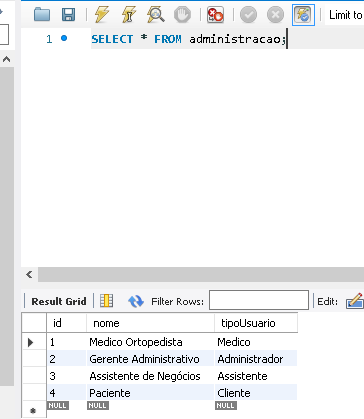 Limit to
1 SELECT * FROM administracao;
Result Grid Filter Rows: Edit:
id nome tipoUsuario
1 Medico Ortopedista Medico
2 Gerente Administrativo Administrador
3 Assistente de Negócios Assistente
4 Paciente Cliente
NULL NULL NULL